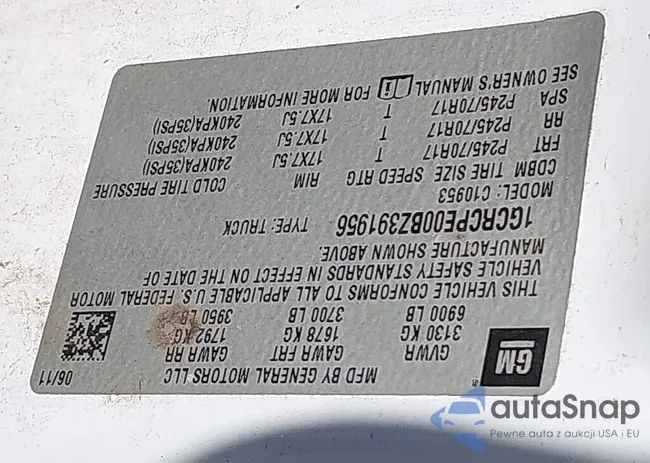 MFD BY GENERAL MOTORS LLC 06/11
GM
GVWR GAWR FRT GAWR RR
3130 KG 1678 KG 1792 KG
6900 LB 3700 LB 3950 LB
THIS VEHICLE CONFORMS TO ALL APPLICABLE U.S. FEDERAL MOTOR
VEHICLE SAFETY STANDARDS IN EFFECT ON THE DATE OF
MANUFACTURE SHOWN ABOVE.
1GCRCPE00BZ391956 TYPE: TRUCK
MODEL: C10953
CDBM TIRE SIZE SPEED RTG RIM COLD TIRE PRESSURE
FRT P245/70R17 T 17X7.5J 240KPA(35PSI)
RR P245/70R17 T 17X7.5J 240KPA(35PSI)
SPA P245/70R17 T 17X7.5J 240KPA(35PSI)
SEE OWNER'S MANUAL FOR MORE INFORMATION.
autaSnap
Pewne auta z aukcji USA i EU